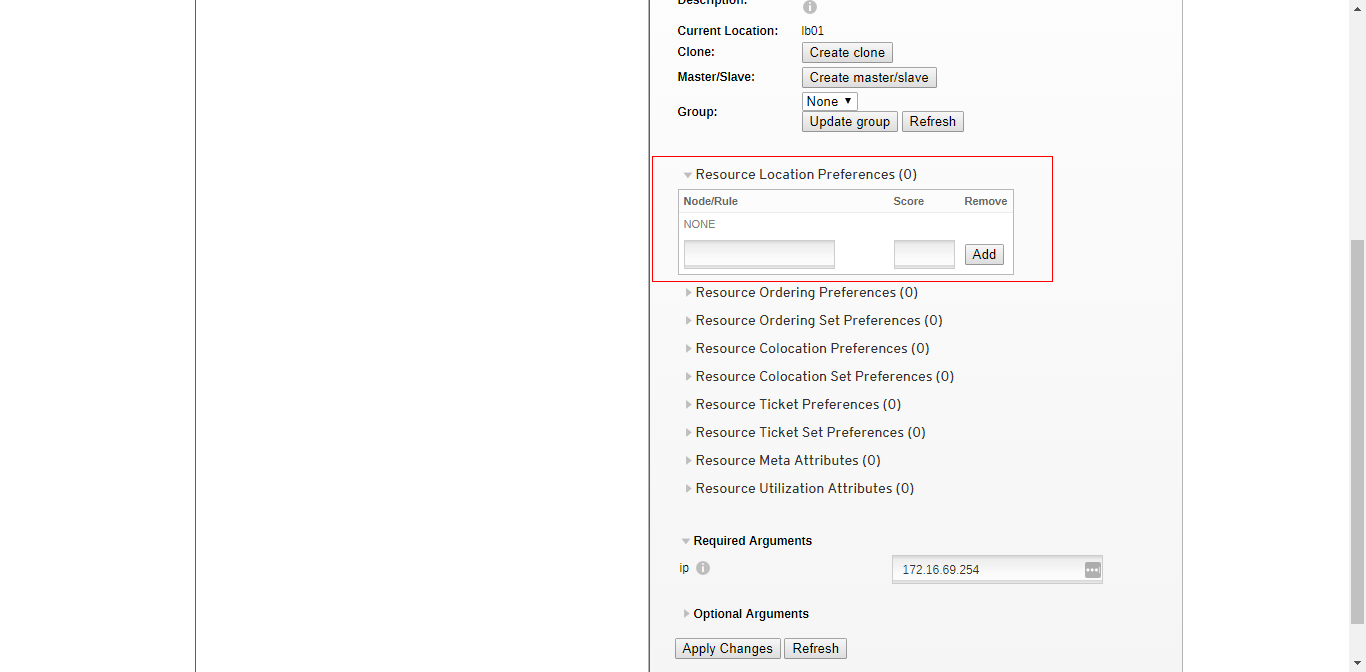 Description:
Current Location: lb01
Clone: Create clone
Master/Slave: Create master/slave
None
Group:
Update group Refresh
Resource Location Preferences (0)
Node/Rule Score Remove
NONE
Add
Resource Ordering Preferences (0)
Resource Ordering Set Preferences (0)
Resource Colocation Preferences (0)
Resource Colocation Set Preferences (0)
Resource Ticket Preferences (0)
Resource Ticket Set Preferences (0)
Resource Meta Attributes (0)
Resource Utilization Attributes (0)
Required Arguments
ip 172.16.69.254
Optional Arguments
Apply Changes Refresh